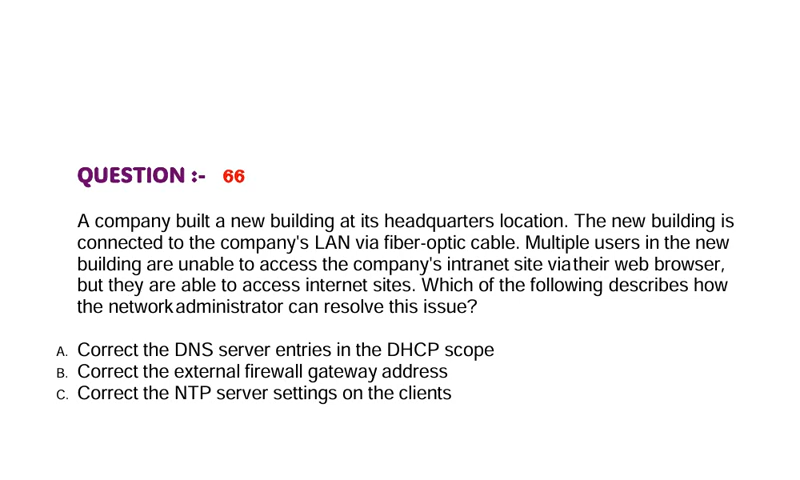 QUESTION :- 66
A company built a new building at its headquarters location. The new building is
connected to the company's LAN via fiber-optic cable. Multiple users in the new
building are unable to access the company's intranet site viatheir web browser,
but they are able to access internet sites. Which of the following describes how
the networkadministrator can resolve this issue?
A. Correct the DNS server entries in the DHCP scope
B. Correct the external firewall gateway address
C. Correct the NTP server settings on the clients